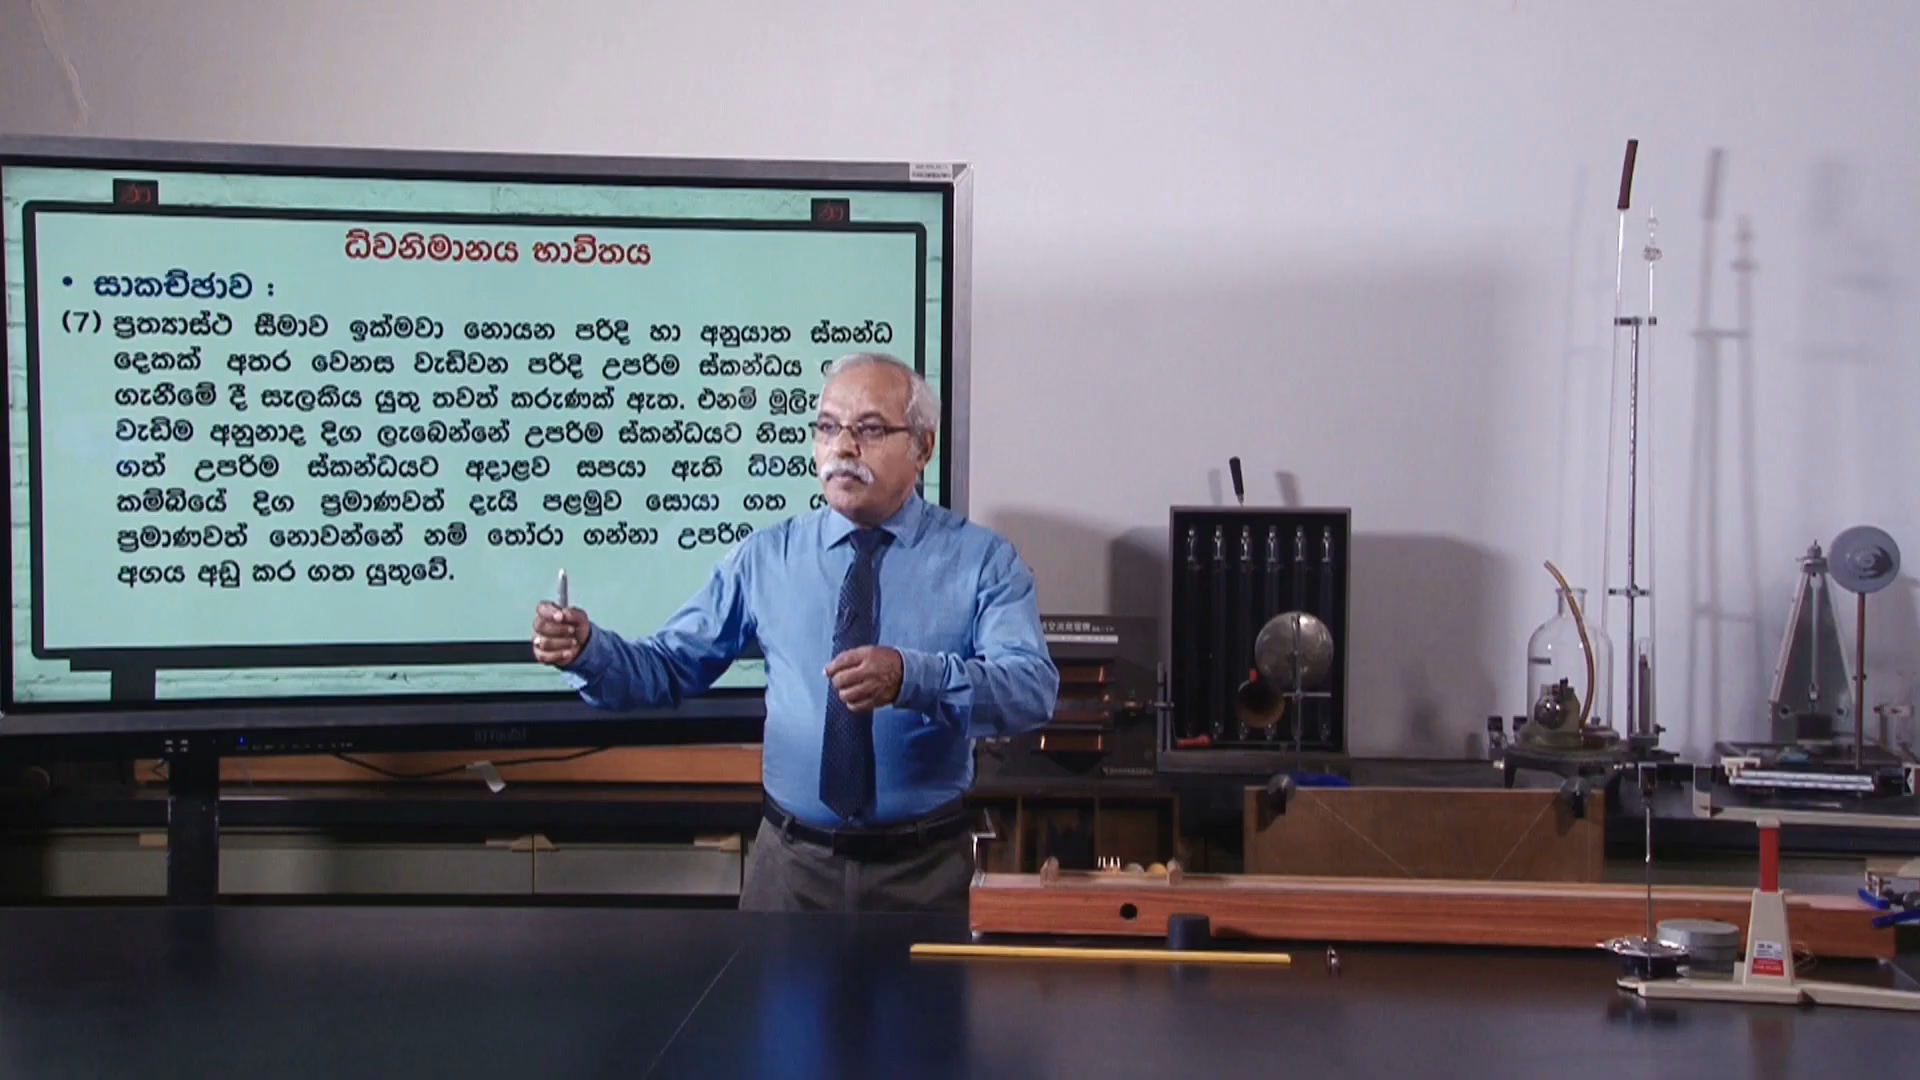 ධ්වනිමානය භාවිතය
• සාකච්ඡාව :
(7) ප්‍රත්‍යාස්ථ සීමාව ඉක්මවා නොයන පරිදි හා අනුයාත ස්කන්ධ
දෙකක් අතර වෙනස වැඩිවන පරිදි උපරිම ස්කන්ධය
ගැනීමේ දී සැලකිය යුතු තවත් කරුණක් ඇත. එනම්
වැඩිම අනුනාද දිග ලැබෙන්නේ උපරිම ස්කන්ධයට නිසා
ගත් උපරිම ස්කන්ධයට අදාළව සපයා ඇති
කම්බියේ දිග ප්‍රමාණවත් දැයි පළමුව සොයා ගත
ප්‍රමාණවත් නොවන්නේ නම් තෝරා ගන්නා උපරිම
අගය අඩු කර ගත යුතුවේ.